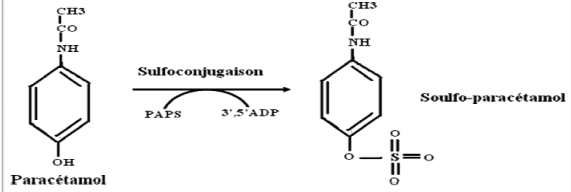 CH3
CO
NH
OH
Paracétamol
Sulfoconjugaison
PAPS
3',5'ADP
CH3
CO
NH
O
O
S
O
O
Soulfo-paracétamol